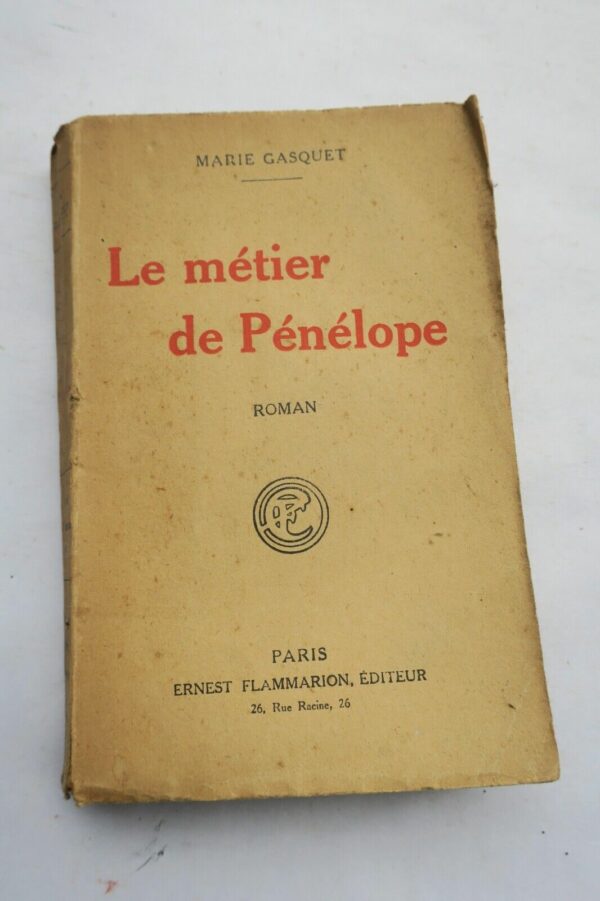 MARIE GASQUET
Le métier
de Pénélope
ROMAN
PARIS
ERNEST FLAMMARION, ÉDITEUR
26, Rue Racine, 26